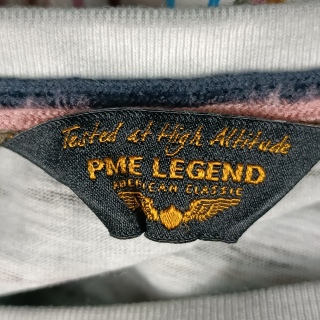 Tested at High Altitude
PME LEGEND
AMERICAN CLASSIC